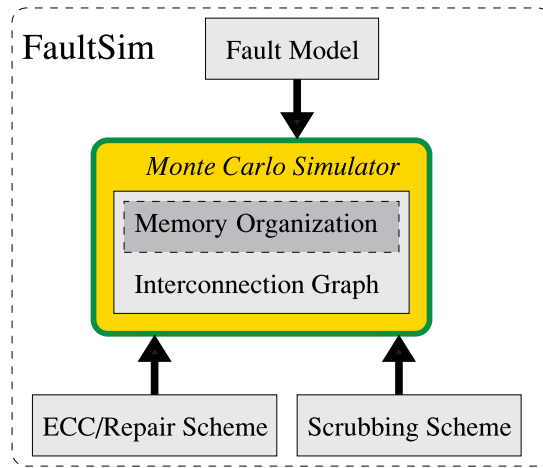 FaultSim
Fault Model
Monte Carlo Simulator
Memory Organization
Interconnection Graph
ECC/Repair Scheme
Scrubbing Scheme